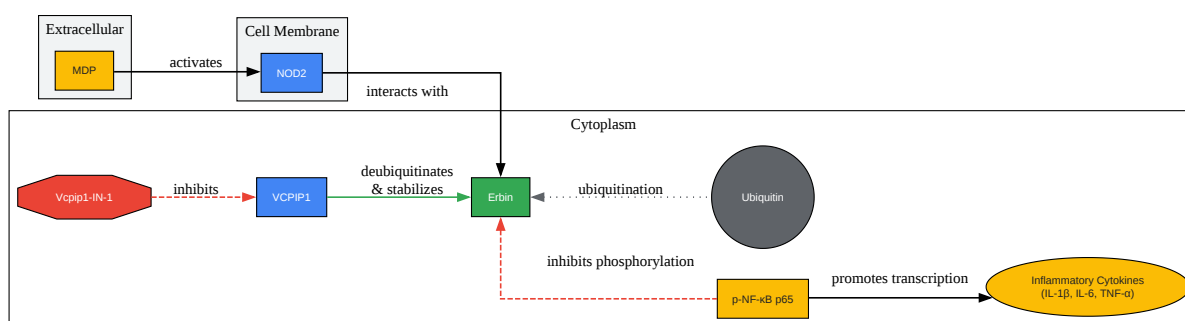 Extracellular
Cell Membrane
MDP
activates
NOD2
interacts with
Cytoplasm
Vcpip1-IN-1
inhibits
VCPIP1
deubiquitinates
& stabilizes
Erbin
ubiquitination
Ubiquitin
inhibits phosphorylation
p-NF-κB p65
promotes transcription
Inflammatory Cytokines
(IL-1β, IL-6, TNF-α)